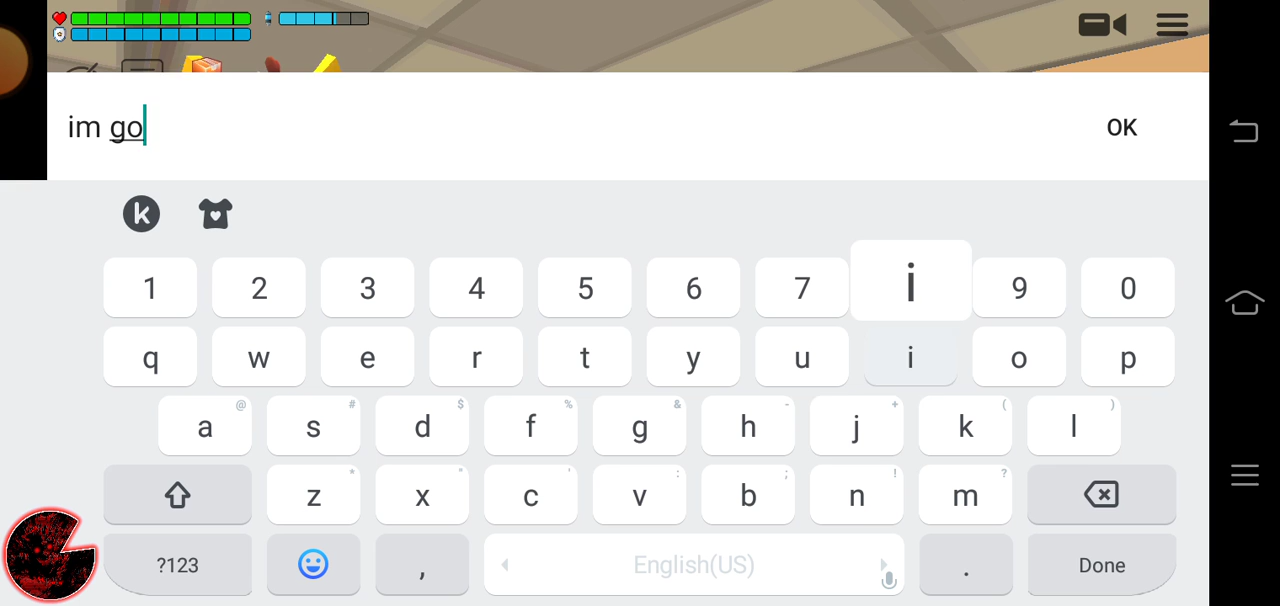 im go
OK
k
1 2 3 4 5 6 7 i 9 0
q w e r t y u i o p
@ # $ % & - + ( )
a s d f g h j k l
* " ' : ; ! ?
z x c v b n m
?123 , English(US) . Done